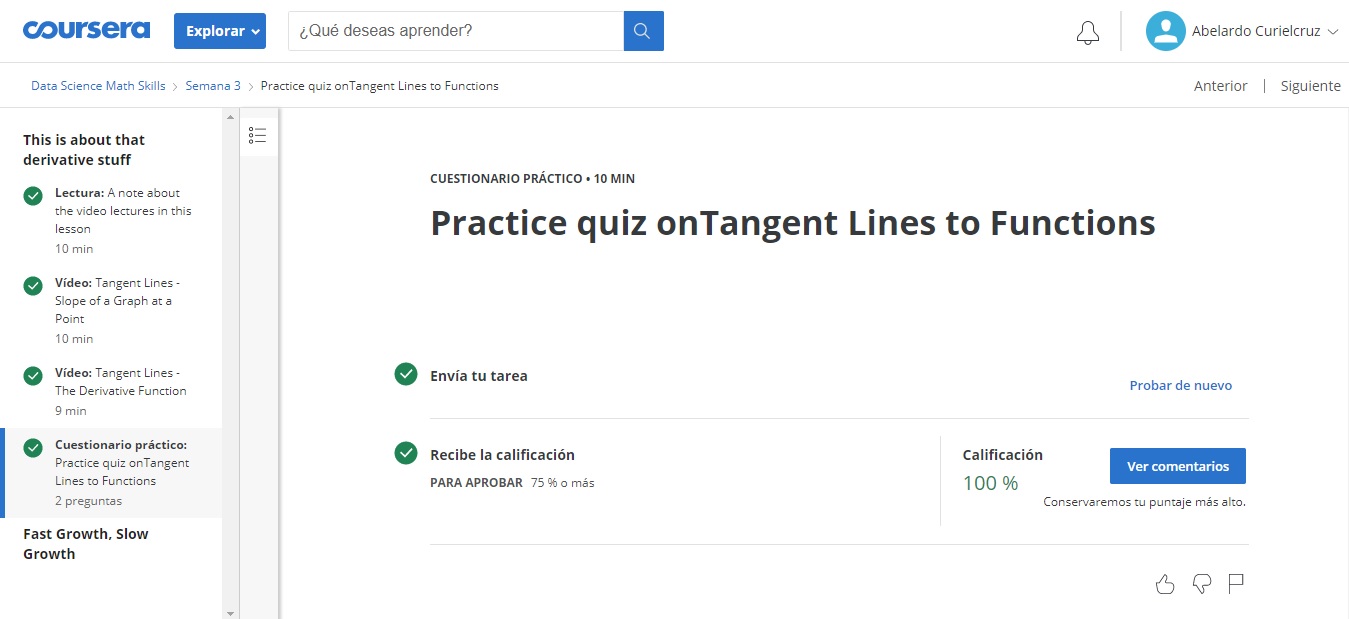 coursera
Explorar
¿Qué deseas aprender?
Abelardo Curielcruz
Data Science Math Skills > Semana 3 > Practice quiz onTangent Lines to Functions
Anterior | Siguiente
This is about that
derivative stuff
Lectura: A note about
the video lectures in this
lesson
10 min
Vídeo: Tangent Lines -
Slope of a Graph at a
Point
10 min
Vídeo: Tangent Lines -
The Derivative Function
9 min
Cuestionario práctico:
Practice quiz onTangent
Lines to Functions
2 preguntas
Fast Growth, Slow
Growth
CUESTIONARIO PRÁCTICO • 10 MIN
Practice quiz onTangent Lines to Functions
Envía tu tarea
Probar de nuevo
Recibe la calificación
PARA APROBAR 75 % o más
Calificación
100 %
Ver comentarios
Conservaremos tu puntaje más alto.